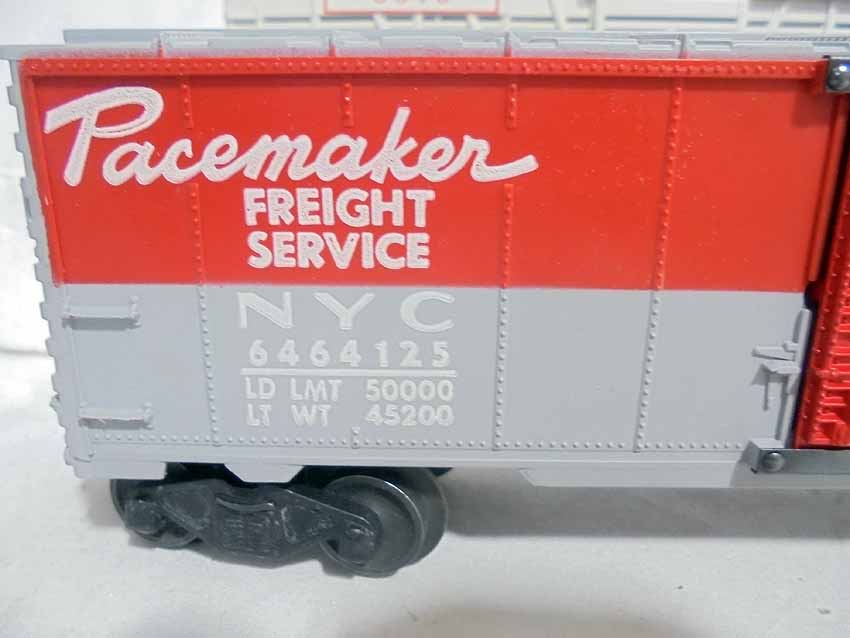 Pacemaker
FREIGHT
SERVICE
NYC
6464125
LD LMT 50000
LT WT 45200